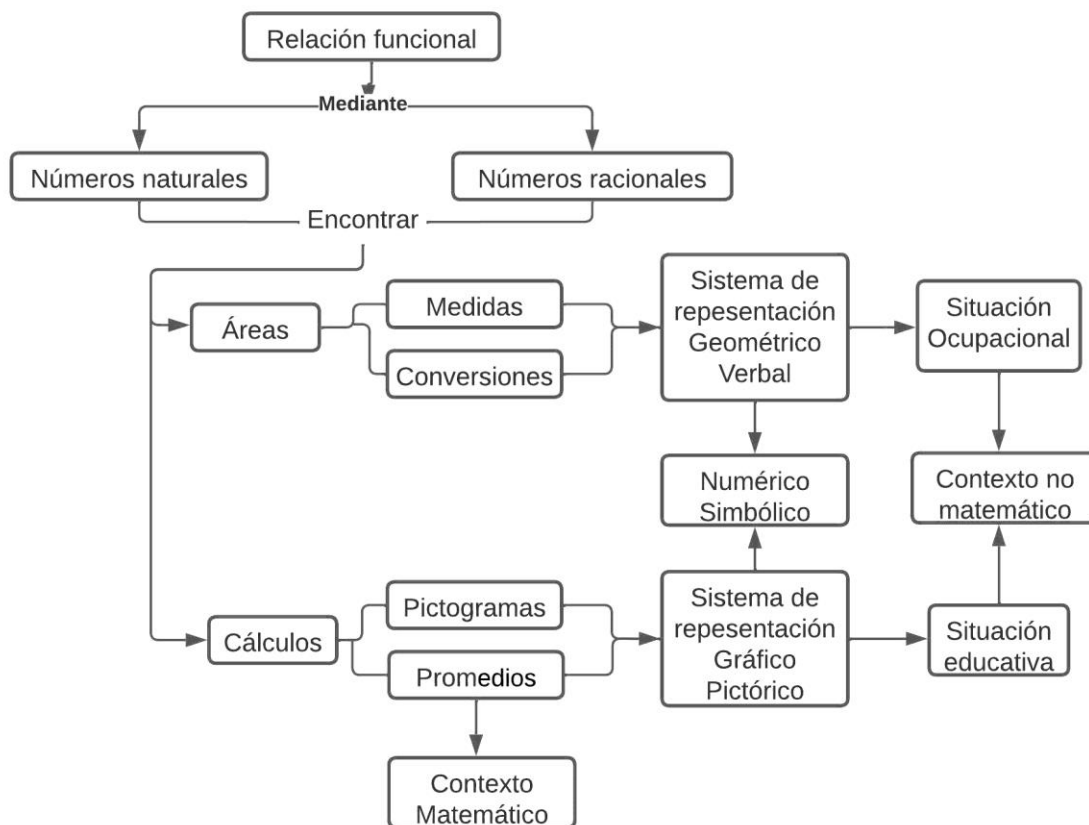 Relación funcional
Mediante
Números naturales
Números racionales
Encontrar
Áreas
Medidas
Conversiones
Sistema de
repesentación
Geométrico
Verbal
Situación
Ocupacional
Numérico
Simbólico
Contexto no
matemático
Cálculos
Pictogramas
Promedios
Sistema de
repesentación
Gráfico
Pictórico
Situación
educativa
Contexto
Matemático